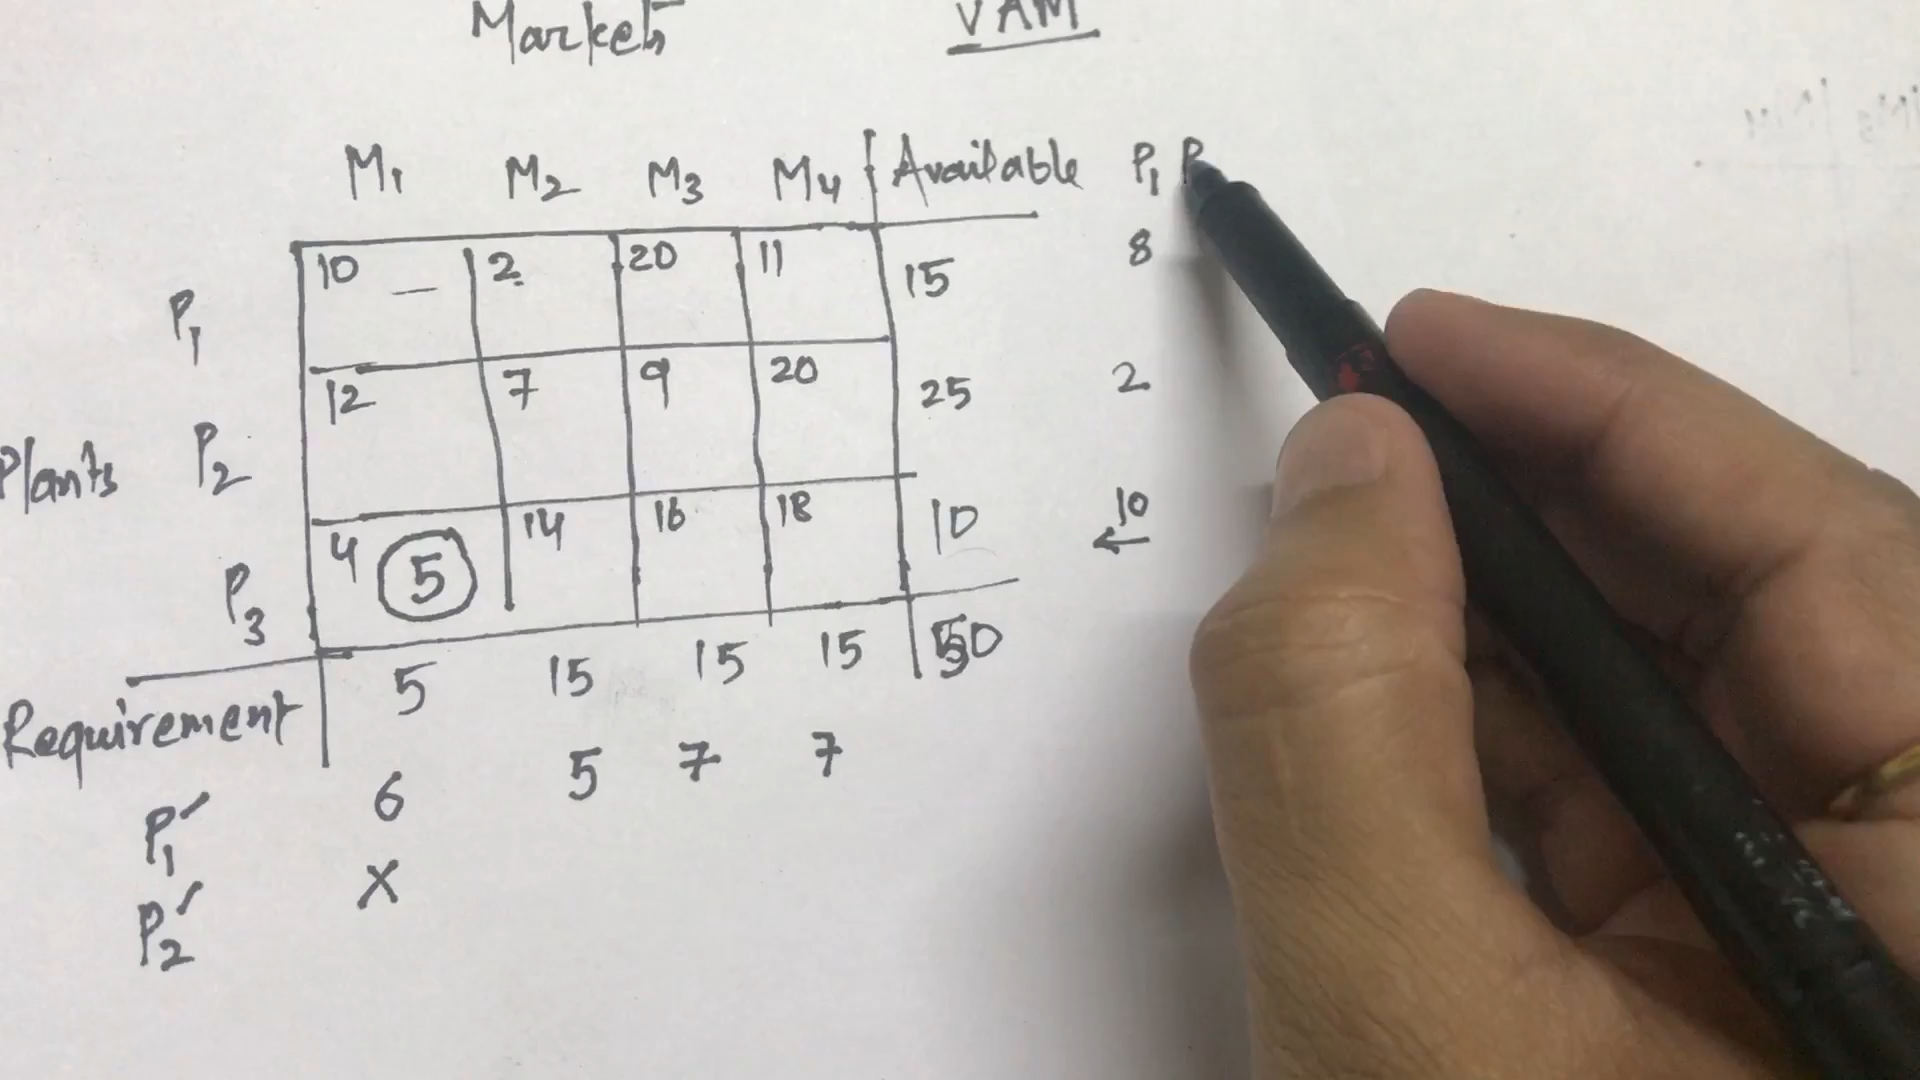 Markets VAM
M1 M2 M3 M4 Available P1 P
P1 10 – 2 20 11 15 8
Plants P2 12 7 9 20 25 2
P3 4 5 14 16 18 10 ← 10
Requirement 5 15 15 15 50
P1′ 6 5 7 7
P2′ X